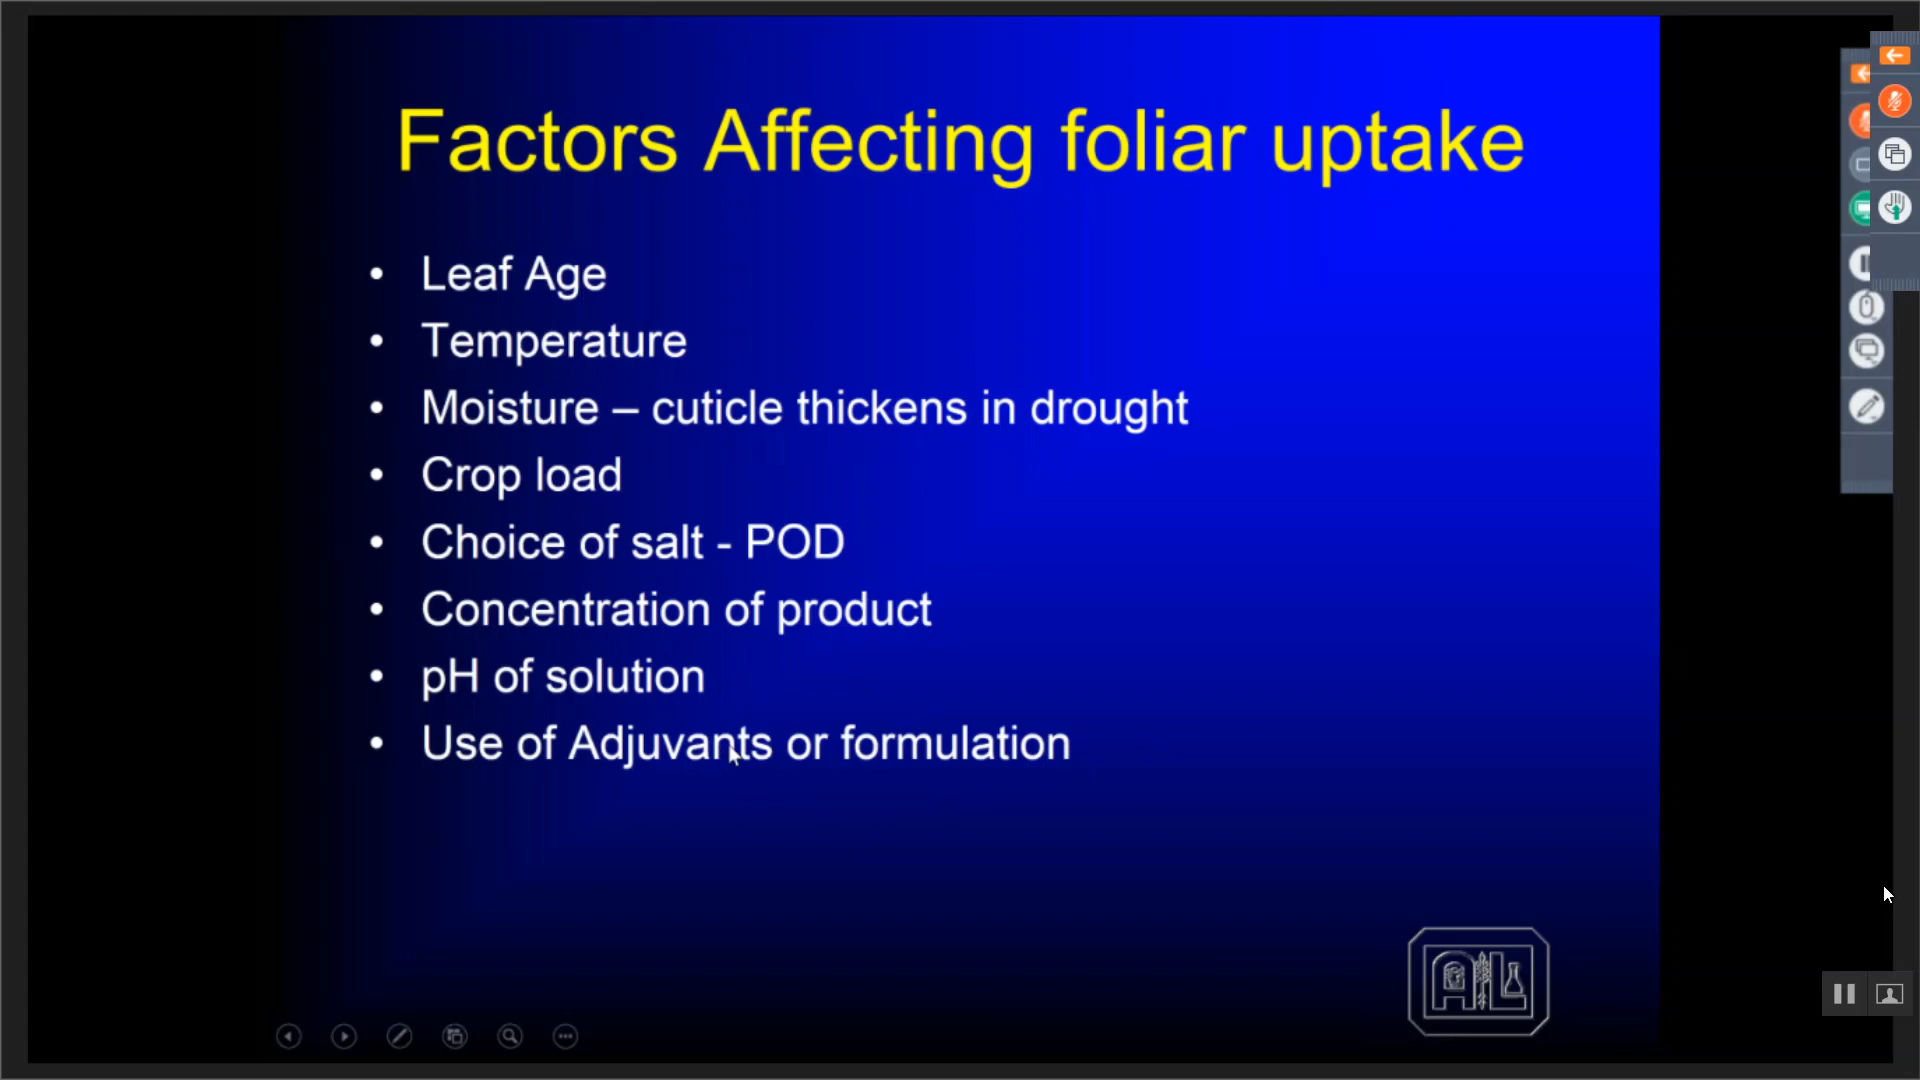 Factors Affecting foliar uptake
• Leaf Age
• Temperature
• Moisture – cuticle thickens in drought
• Crop load
• Choice of salt - POD
• Concentration of product
• pH of solution
• Use of Adjuvants or formulation
AL